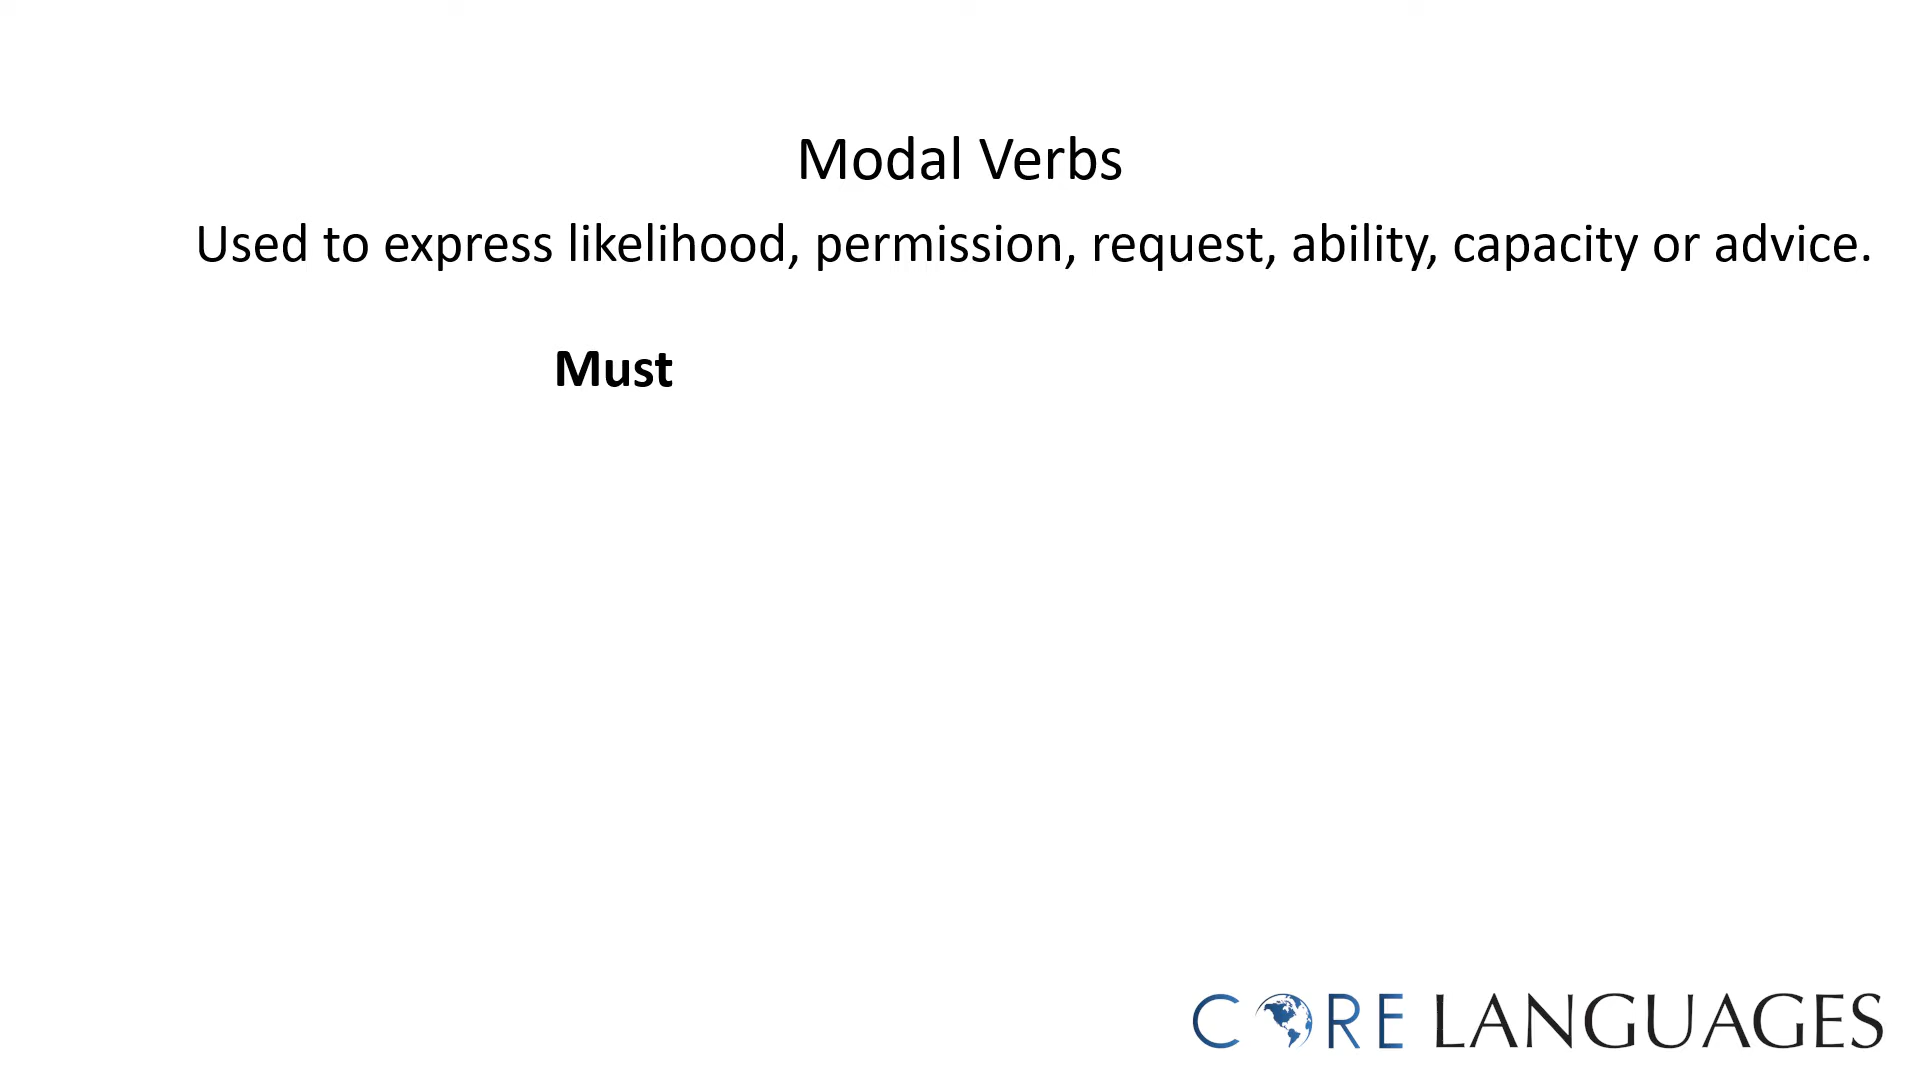 Modal Verbs
Used to express likelihood, permission, request, ability, capacity or advice.
Must
CORE LANGUAGES